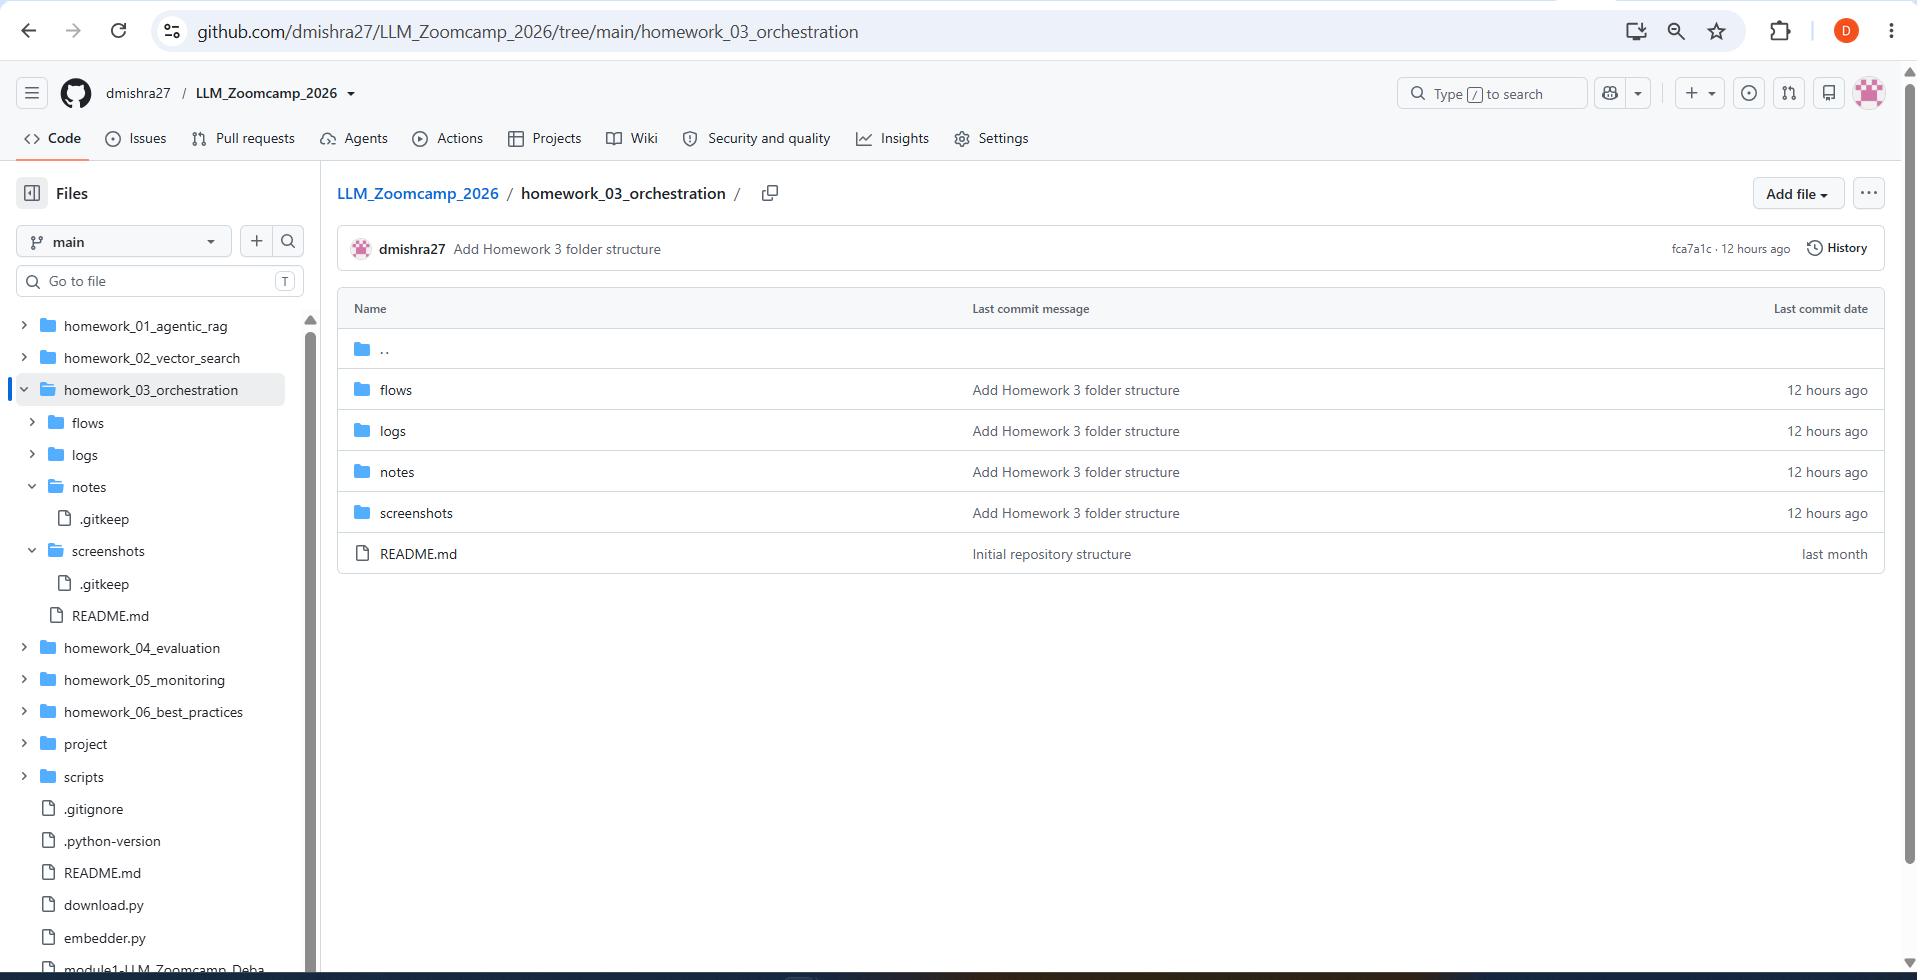 github.com/dmishra27/LLM_Zoomcamp_2026/tree/main/homework_03_orchestration
D
dmishra27 / LLM_Zoomcamp_2026
Type / to search
Code
Issues
Pull requests
Agents
Actions
Projects
Wiki
Security and quality
Insights
Settings
Files
main
Go to file
T
homework_01_agentic_rag
homework_02_vector_search
homework_03_orchestration
flows
logs
notes
.gitkeep
screenshots
.gitkeep
README.md
homework_04_evaluation
homework_05_monitoring
homework_06_best_practices
project
scripts
.gitignore
.python-version
README.md
download.py
embedder.py
module1-LLM_Zoomcamp_Deba
LLM_Zoomcamp_2026 / homework_03_orchestration /
Add file
dmishra27 Add Homework 3 folder structure
fca7a1c · 12 hours ago
History
Name Last commit message Last commit date
..
flows Add Homework 3 folder structure 12 hours ago
logs Add Homework 3 folder structure 12 hours ago
notes Add Homework 3 folder structure 12 hours ago
screenshots Add Homework 3 folder structure 12 hours ago
README.md Initial repository structure last month